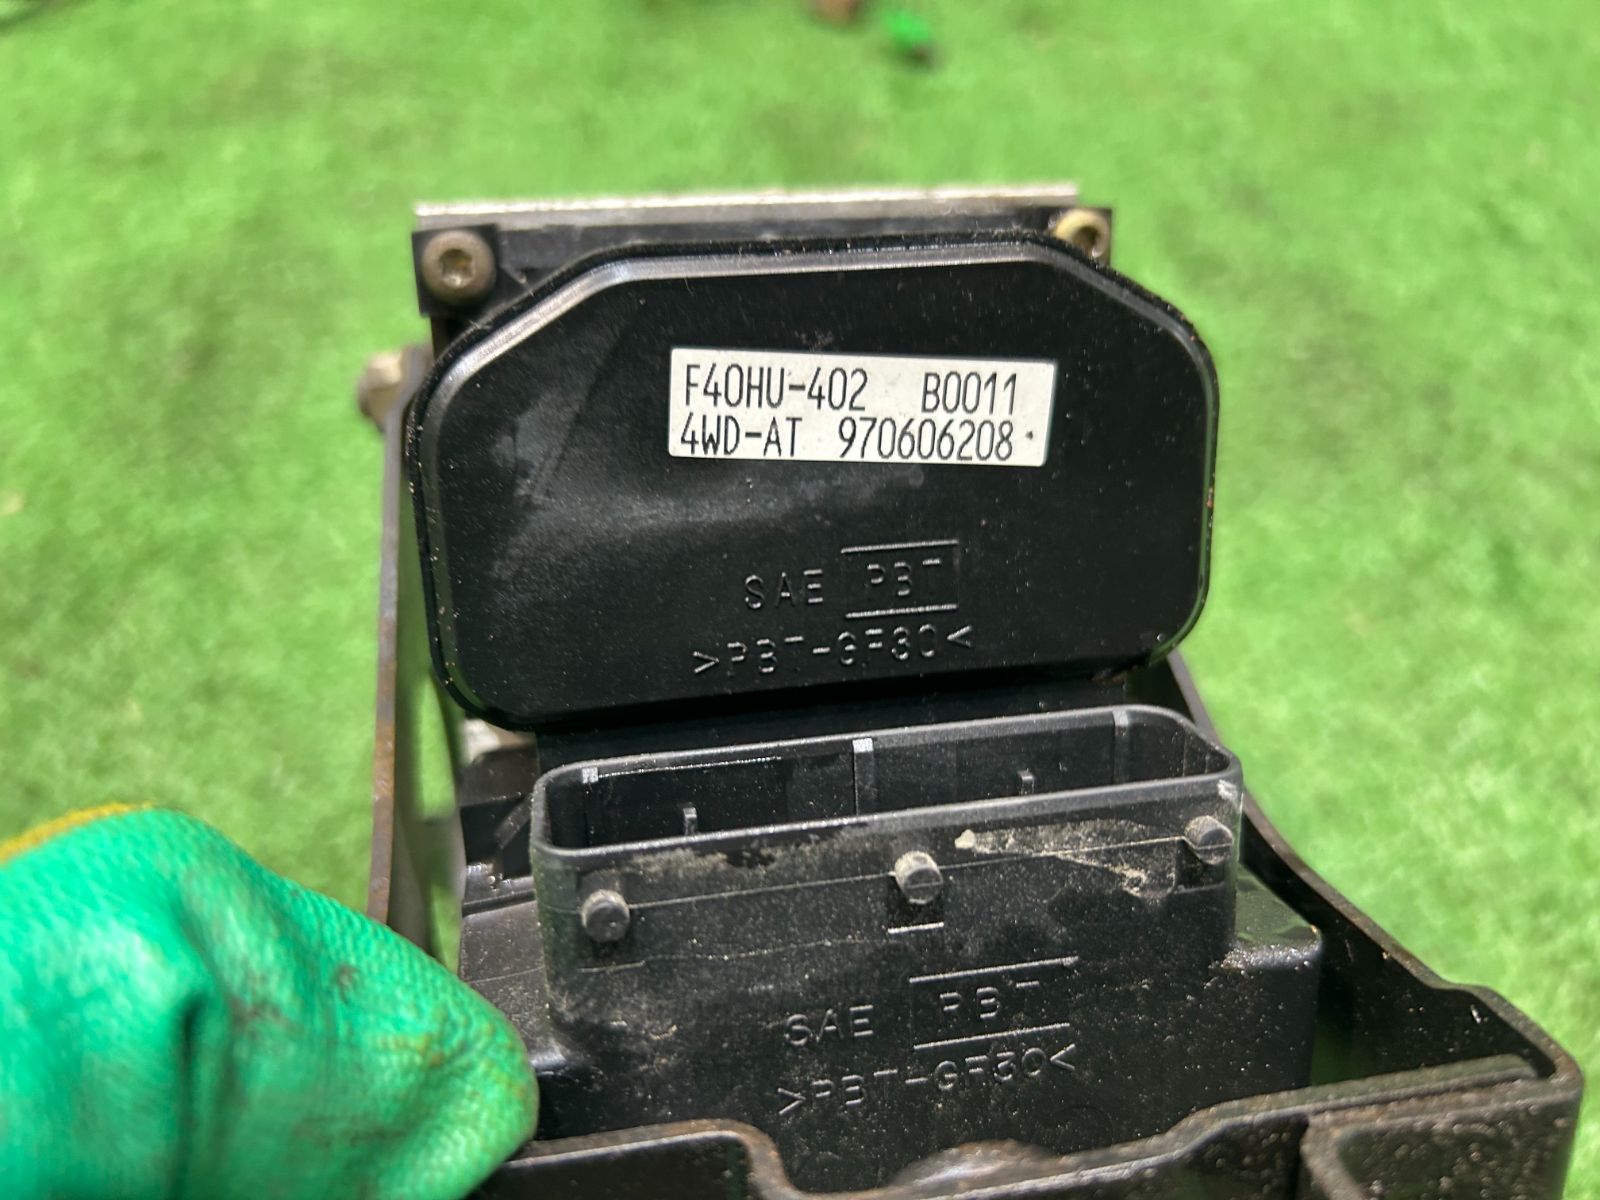 F40HU-402 B0011
4WD-AT 970606208
SAE PBT
>PBT-GF30<
SAE PBT
>PBT-GF30<